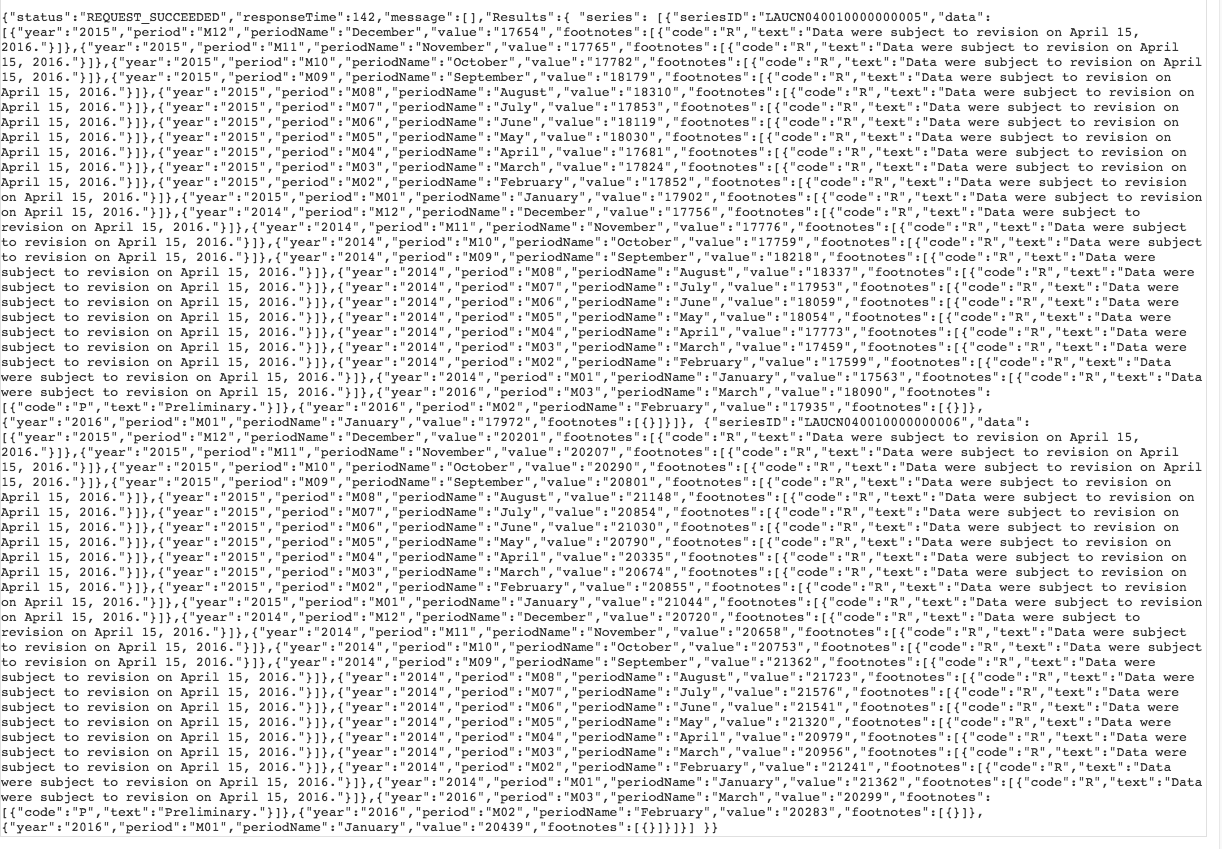 {"status":"REQUEST_SUCCEEDED","responseTime":142,"message":[],"Results":{ "series": [{"seriesID":"LAUCN040010000000005","data":
[{"year":"2015","period":"M12","periodName":"December","value":"17654","footnotes":[{"code":"R","text":"Data were subject to revision on April 15,
2016."}]},{"year":"2015","period":"M11","periodName":"November","value":"17765","footnotes":[{"code":"R","text":"Data were subject to revision on April
15, 2016."}]},{"year":"2015","period":"M10","periodName":"October","value":"17782","footnotes":[{"code":"R","text":"Data were subject to revision on April
15, 2016."}]},{"year":"2015","period":"M09","periodName":"September","value":"18179","footnotes":[{"code":"R","text":"Data were subject to revision on
April 15, 2016."}]},{"year":"2015","period":"M08","periodName":"August","value":"18310","footnotes":[{"code":"R","text":"Data were subject to revision on
April 15, 2016."}]},{"year":"2015","period":"M07","periodName":"July","value":"17853","footnotes":[{"code":"R","text":"Data were subject to revision on
April 15, 2016."}]},{"year":"2015","period":"M06","periodName":"June","value":"18119","footnotes":[{"code":"R","text":"Data were subject to revision on
April 15, 2016."}]},{"year":"2015","period":"M05","periodName":"May","value":"18030","footnotes":[{"code":"R","text":"Data were subject to revision on
April 15, 2016."}]},{"year":"2015","period":"M04","periodName":"April","value":"17681","footnotes":[{"code":"R","text":"Data were subject to revision on
April 15, 2016."}]},{"year":"2015","period":"M03","periodName":"March","value":"17824","footnotes":[{"code":"R","text":"Data were subject to revision on
April 15, 2016."}]},{"year":"2015","period":"M02","periodName":"February","value":"17852","footnotes":[{"code":"R","text":"Data were subject to revision
on April 15, 2016."}]},{"year":"2015","period":"M01","periodName":"January","value":"17902","footnotes":[{"code":"R","text":"Data were subject to revision
on April 15, 2016."}]},{"year":"2014","period":"M12","periodName":"December","value":"17756","footnotes":[{"code":"R","text":"Data were subject to
revision on April 15, 2016."}]},{"year":"2014","period":"M11","periodName":"November","value":"17776","footnotes":[{"code":"R","text":"Data were subject
to revision on April 15, 2016."}]},{"year":"2014","period":"M10","periodName":"October","value":"17759","footnotes":[{"code":"R","text":"Data were subject
to revision on April 15, 2016."}]},{"year":"2014","period":"M09","periodName":"September","value":"18218","footnotes":[{"code":"R","text":"Data were
subject to revision on April 15, 2016."}]},{"year":"2014","period":"M08","periodName":"August","value":"18337","footnotes":[{"code":"R","text":"Data were
subject to revision on April 15, 2016."}]},{"year":"2014","period":"M07","periodName":"July","value":"17953","footnotes":[{"code":"R","text":"Data were
subject to revision on April 15, 2016."}]},{"year":"2014","period":"M06","periodName":"June","value":"18059","footnotes":[{"code":"R","text":"Data were
subject to revision on April 15, 2016."}]},{"year":"2014","period":"M05","periodName":"May","value":"18054","footnotes":[{"code":"R","text":"Data were
subject to revision on April 15, 2016."}]},{"year":"2014","period":"M04","periodName":"April","value":"17773","footnotes":[{"code":"R","text":"Data were
subject to revision on April 15, 2016."}]},{"year":"2014","period":"M03","periodName":"March","value":"17459","footnotes":[{"code":"R","text":"Data were
subject to revision on April 15, 2016."}]},{"year":"2014","period":"M02","periodName":"February","value":"17599","footnotes":[{"code":"R","text":"Data
were subject to revision on April 15, 2016."}]},{"year":"2014","period":"M01","periodName":"January","value":"17563","footnotes":[{"code":"R","text":"Data
were subject to revision on April 15, 2016."}]},{"year":"2016","period":"M03","periodName":"March","value":"18090","footnotes":
[{"code":"P","text":"Preliminary."}]},{"year":"2016","period":"M02","periodName":"February","value":"17935","footnotes":[{}]},
{"year":"2016","period":"M01","periodName":"January","value":"17972","footnotes":[{}]}]}, {"seriesID":"LAUCN040010000000006","data":
[{"year":"2015","period":"M12","periodName":"December","value":"20201","footnotes":[{"code":"R","text":"Data were subject to revision on April 15,
2016."}]},{"year":"2015","period":"M11","periodName":"November","value":"20207","footnotes":[{"code":"R","text":"Data were subject to revision on April
15, 2016."}]},{"year":"2015","period":"M10","periodName":"October","value":"20290","footnotes":[{"code":"R","text":"Data were subject to revision on April
15, 2016."}]},{"year":"2015","period":"M09","periodName":"September","value":"20801","footnotes":[{"code":"R","text":"Data were subject to revision on
April 15, 2016."}]},{"year":"2015","period":"M08","periodName":"August","value":"21148","footnotes":[{"code":"R","text":"Data were subject to revision on
April 15, 2016."}]},{"year":"2015","period":"M07","periodName":"July","value":"20854","footnotes":[{"code":"R","text":"Data were subject to revision on
April 15, 2016."}]},{"year":"2015","period":"M06","periodName":"June","value":"21030","footnotes":[{"code":"R","text":"Data were subject to revision on
April 15, 2016."}]},{"year":"2015","period":"M05","periodName":"May","value":"20790","footnotes":[{"code":"R","text":"Data were subject to revision on
April 15, 2016."}]},{"year":"2015","period":"M04","periodName":"April","value":"20335","footnotes":[{"code":"R","text":"Data were subject to revision on
April 15, 2016."}]},{"year":"2015","period":"M03","periodName":"March","value":"20674","footnotes":[{"code":"R","text":"Data were subject to revision on
April 15, 2016."}]},{"year":"2015","period":"M02","periodName":"February","value":"20855","footnotes":[{"code":"R","text":"Data were subject to revision
on April 15, 2016."}]},{"year":"2015","period":"M01","periodName":"January","value":"21044","footnotes":[{"code":"R","text":"Data were subject to revision
on April 15, 2016."}]},{"year":"2014","period":"M12","periodName":"December","value":"20720","footnotes":[{"code":"R","text":"Data were subject to
revision on April 15, 2016."}]},{"year":"2014","period":"M11","periodName":"November","value":"20658","footnotes":[{"code":"R","text":"Data were subject
to revision on April 15, 2016."}]},{"year":"2014","period":"M10","periodName":"October","value":"20753","footnotes":[{"code":"R","text":"Data were subject
to revision on April 15, 2016."}]},{"year":"2014","period":"M09","periodName":"September","value":"21362","footnotes":[{"code":"R","text":"Data were
subject to revision on April 15, 2016."}]},{"year":"2014","period":"M08","periodName":"August","value":"21723","footnotes":[{"code":"R","text":"Data were
subject to revision on April 15, 2016."}]},{"year":"2014","period":"M07","periodName":"July","value":"21576","footnotes":[{"code":"R","text":"Data were
subject to revision on April 15, 2016."}]},{"year":"2014","period":"M06","periodName":"June","value":"21541","footnotes":[{"code":"R","text":"Data were
subject to revision on April 15, 2016."}]},{"year":"2014","period":"M05","periodName":"May","value":"21320","footnotes":[{"code":"R","text":"Data were
subject to revision on April 15, 2016."}]},{"year":"2014","period":"M04","periodName":"April","value":"20979","footnotes":[{"code":"R","text":"Data were
subject to revision on April 15, 2016."}]},{"year":"2014","period":"M03","periodName":"March","value":"20956","footnotes":[{"code":"R","text":"Data were
subject to revision on April 15, 2016."}]},{"year":"2014","period":"M02","periodName":"February","value":"21241","footnotes":[{"code":"R","text":"Data
were subject to revision on April 15, 2016."}]},{"year":"2014","period":"M01","periodName":"January","value":"21362","footnotes":[{"code":"R","text":"Data
were subject to revision on April 15, 2016."}]},{"year":"2016","period":"M03","periodName":"March","value":"20299","footnotes":
[{"code":"P","text":"Preliminary."}]},{"year":"2016","period":"M02","periodName":"February","value":"20283","footnotes":[{}]},
{"year":"2016","period":"M01","periodName":"January","value":"20439","footnotes":[{}]}]}] }}